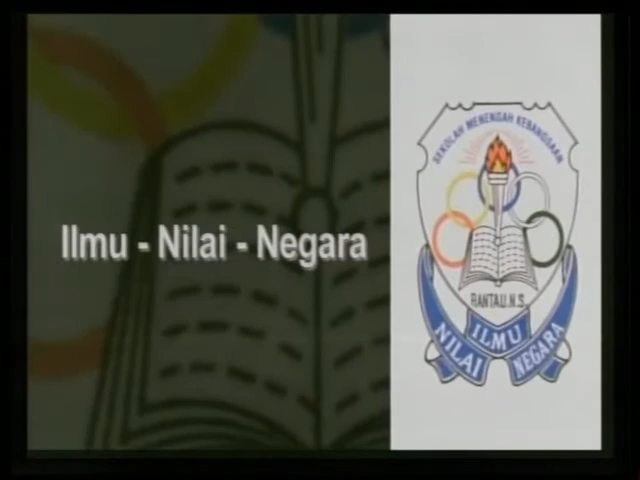 Ilmu - Nilai - Negara
SEKOLAH MENENGAH KEBANGSAAN
RANTAU.N.S.
NILAI ILMU NEGARA